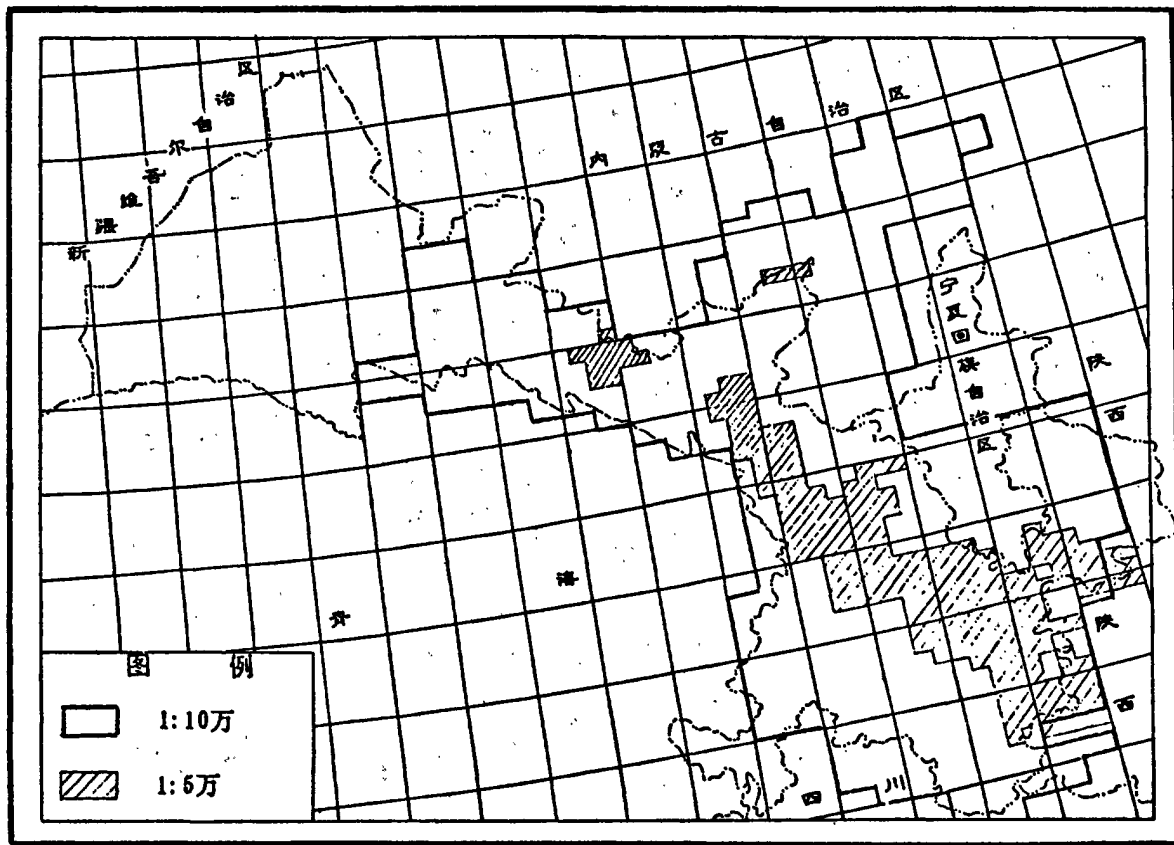 新疆维吾尔自治区
内蒙古自治区
宁夏回族自治区
陕西
青海
陕西
四川
图例
1:10万
1:5万